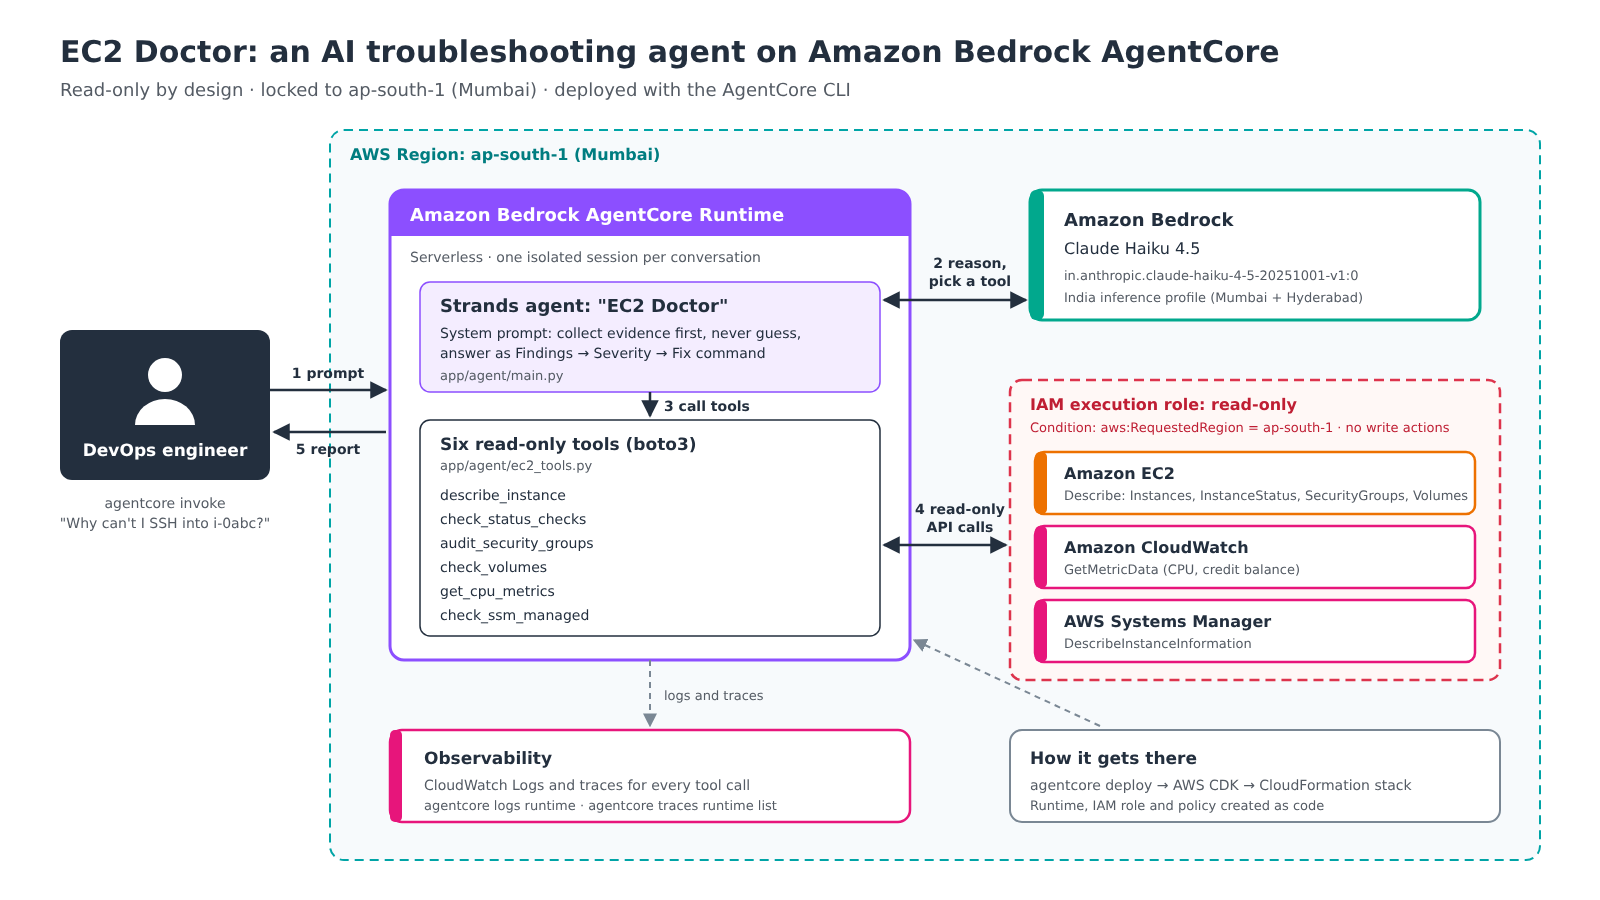 EC2 Doctor: an AI troubleshooting agent on Amazon Bedrock AgentCore
Read-only by design · locked to ap-south-1 (Mumbai) · deployed with the AgentCore CLI
AWS Region: ap-south-1 (Mumbai)
DevOps engineer
agentcore invoke
"Why can't I SSH into i-0abc?"
1 prompt
5 report
Amazon Bedrock AgentCore Runtime
Serverless · one isolated session per conversation
Strands agent: "EC2 Doctor"
System prompt: collect evidence first, never guess,
answer as Findings → Severity → Fix command
app/agent/main.py
3 call tools
Six read-only tools (boto3)
app/agent/ec2_tools.py
describe_instance
check_status_checks
audit_security_groups
check_volumes
get_cpu_metrics
check_ssm_managed
2 reason,
pick a tool
Amazon Bedrock
Claude Haiku 4.5
in.anthropic.claude-haiku-4-5-20251001-v1:0
India inference profile (Mumbai + Hyderabad)
4 read-only
API calls
IAM execution role: read-only
Condition: aws:RequestedRegion = ap-south-1 · no write actions
Amazon EC2
Describe: Instances, InstanceStatus, SecurityGroups, Volumes
Amazon CloudWatch
GetMetricData (CPU, credit balance)
AWS Systems Manager
DescribeInstanceInformation
logs and traces
Observability
CloudWatch Logs and traces for every tool call
agentcore logs runtime · agentcore traces runtime list
How it gets there
agentcore deploy → AWS CDK → CloudFormation stack
Runtime, IAM role and policy created as code